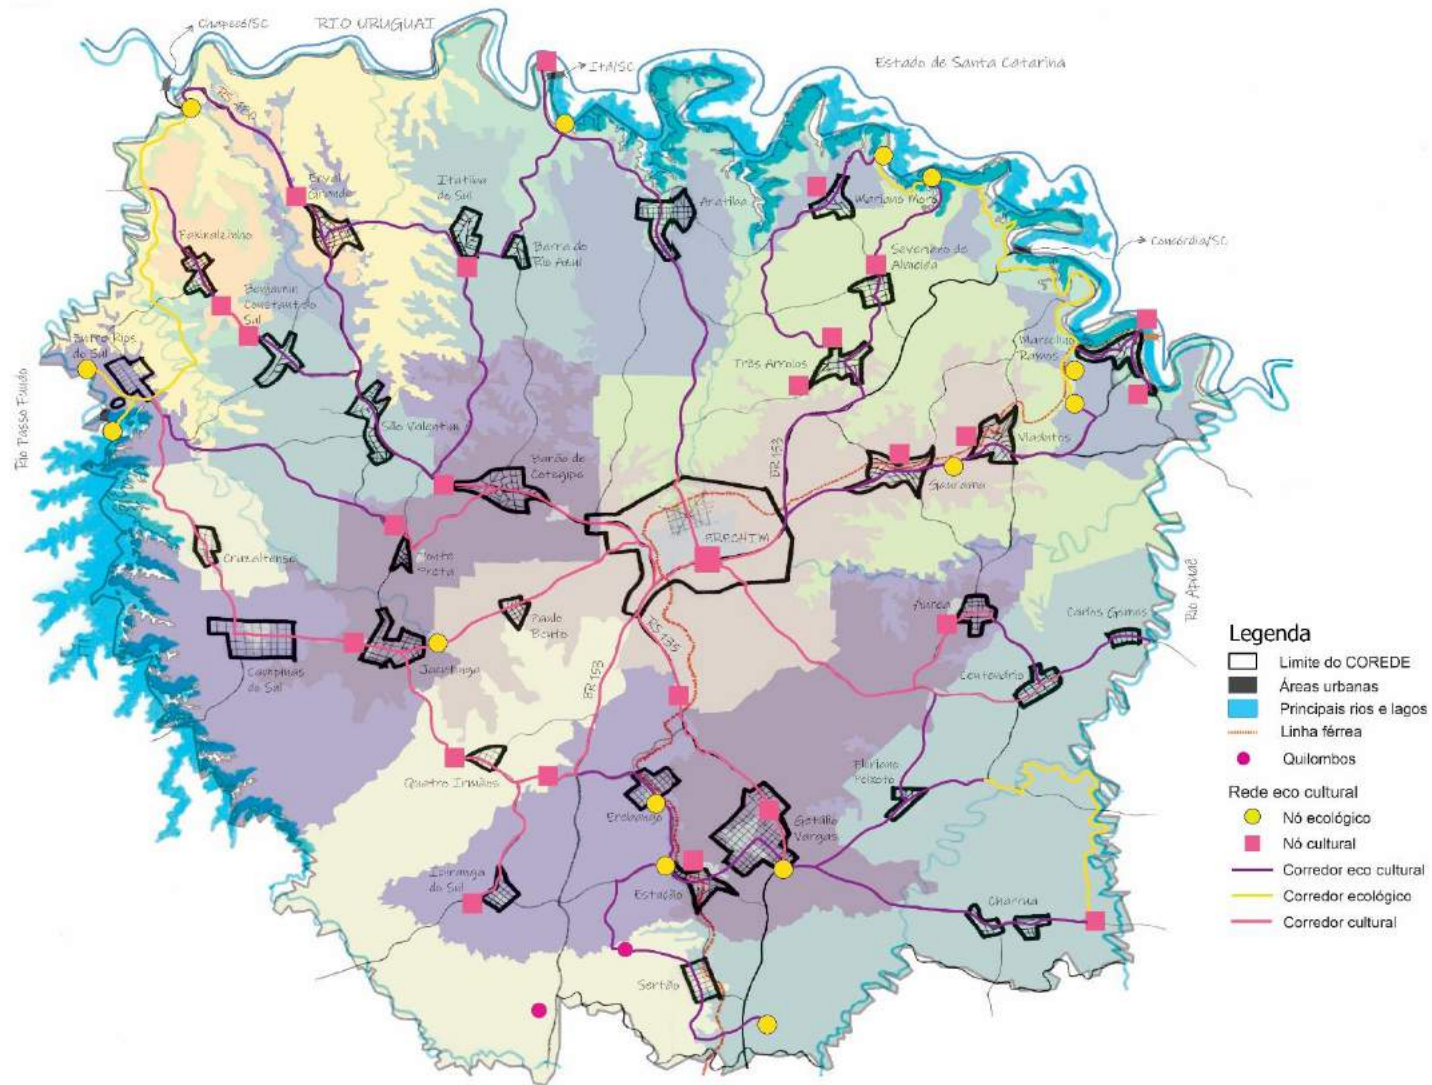 Chapecó/SC
RIO URUGUAI
Itá/SC
Estado de Santa Catarina
RS 480
Erval
Grande
Itatiba
do Sul
Aratiba
Mariano Moro
Barra do
Rio Azul
Severiano de
Almeida
Concórdia/SC
Faxinalzinho
Benjamin
Constant do
Sul
Entre Rios
do Sul
Marcelino
Ramos
Três Arroios
Rio Passo Fundo
São Valentim
Viadutos
Barão de
Cotegipe
BR 153
Gaurama
ERECHIM
Cruzaltense
Ponte
Preta
Rio Apuaê
Paulo
Bento
Áurea
Carlos Gomes
RS 135
Campinas
do Sul
Jacutinga
BR 153
Centenário
Quatro Irmãos
Floriano
Peixoto
Erebango
Getúlio
Vargas
Ipiranga
do Sul
Estação
Charrua
Sertão
Legenda
Limite do COREDE
Áreas urbanas
Principais rios e lagos
Linha férrea
Quilombos
Rede eco cultural
Nó ecológico
Nó cultural
Corredor eco cultural
Corredor ecológico
Corredor cultural